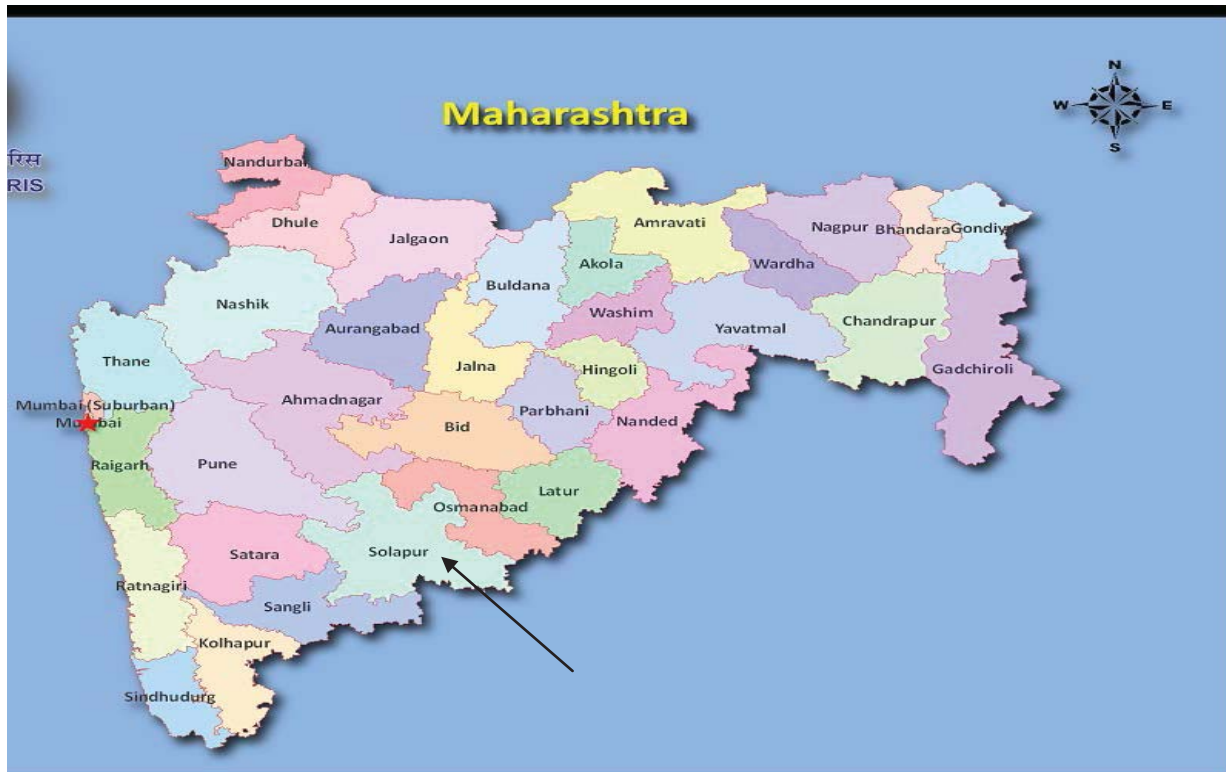 N
W E
S
Maharashtra
रिस
RIS
Nandurbar
Dhule
Jalgaon
Amravati
Nagpur
Bhandara
Gondiy
Akola
Wardha
Buldana
Nashik
Washim
Aurangabad
Yavatmal
Chandrapur
Thane
Jalna
Hingoli
Gadchiroli
Ahmadnagar
Mumbai (Suburban)
Parbhani
Mumbai
Nanded
Bid
Raigarh
Pune
Latur
Osmanabad
Satara
Solapur
Ratnagiri
Sangli
Kolhapur
Sindhudurg